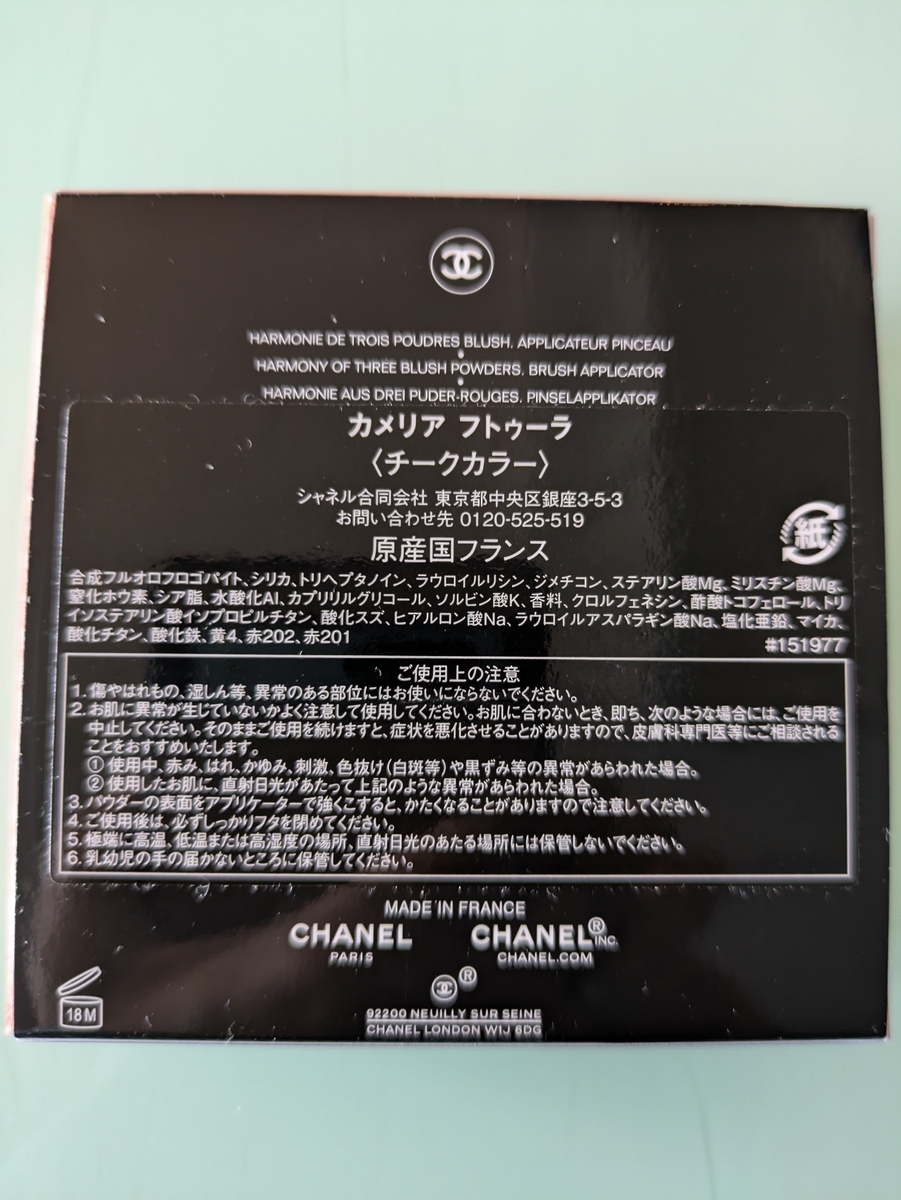 HARMONIE DE TROIS POUDRES BLUSH. APPLICATEUR PINCEAU
HARMONY OF THREE BLUSH POWDERS. BRUSH APPLICATOR
HARMONIE AUS DREI PUDER-ROUGES. PINSELAPPLIKATOR
カメリア フトゥーラ
〈チークカラー〉
シャネル合同会社 東京都中央区銀座3-5-3
お問い合わせ先 0120-525-519
原産国フランス
紙
合成フルオロフロゴパイト、シリカ、トリヘプタノイン、ラウロイルリシン、ジメチコン、ステアリン酸Mg、ミリスチン酸Mg、
窒化ホウ素、シア脂、水酸化Al、カプリリルグリコール、ソルビン酸K、香料、クロルフェネシン、酢酸トコフェロール、トリ
イソステアリン酸イソプロピルチタン、酸化スズ、ヒアルロン酸Na、ラウロイルアスパラギン酸Na、塩化亜鉛、マイカ、
酸化チタン、酸化鉄、黄4、赤202、赤201 #151977
ご使用上の注意
1. 傷やはれもの、湿しん等、異常のある部位にはお使いにならないでください。
2. お肌に異常が生じていないかよく注意して使用してください。お肌に合わないとき、即ち、次のような場合には、ご使用を
中止してください。そのままご使用を続けますと、症状を悪化させることがありますので、皮膚科専門医等にご相談される
ことをおすすめいたします。
① 使用中、赤み、はれ、かゆみ、刺激、色抜け(白斑等)や黒ずみ等の異常があらわれた場合。
② 使用したお肌に、直射日光があたって上記のような異常があらわれた場合。
3. パウダーの表面をアプリケーターで強くこすると、かたくなることがありますので注意してください。
4. ご使用後は、必ずしっかりフタを閉めてください。
5. 極端に高温、低温または高湿度の場所、直射日光のあたる場所には保管しないでください。
6. 乳幼児の手の届かないところに保管してください。
MADE IN FRANCE
CHANEL CHANEL® INC.
PARIS CHANEL.COM
®
18M
92200 NEUILLY SUR SEINE
CHANEL LONDON W1J 6DG